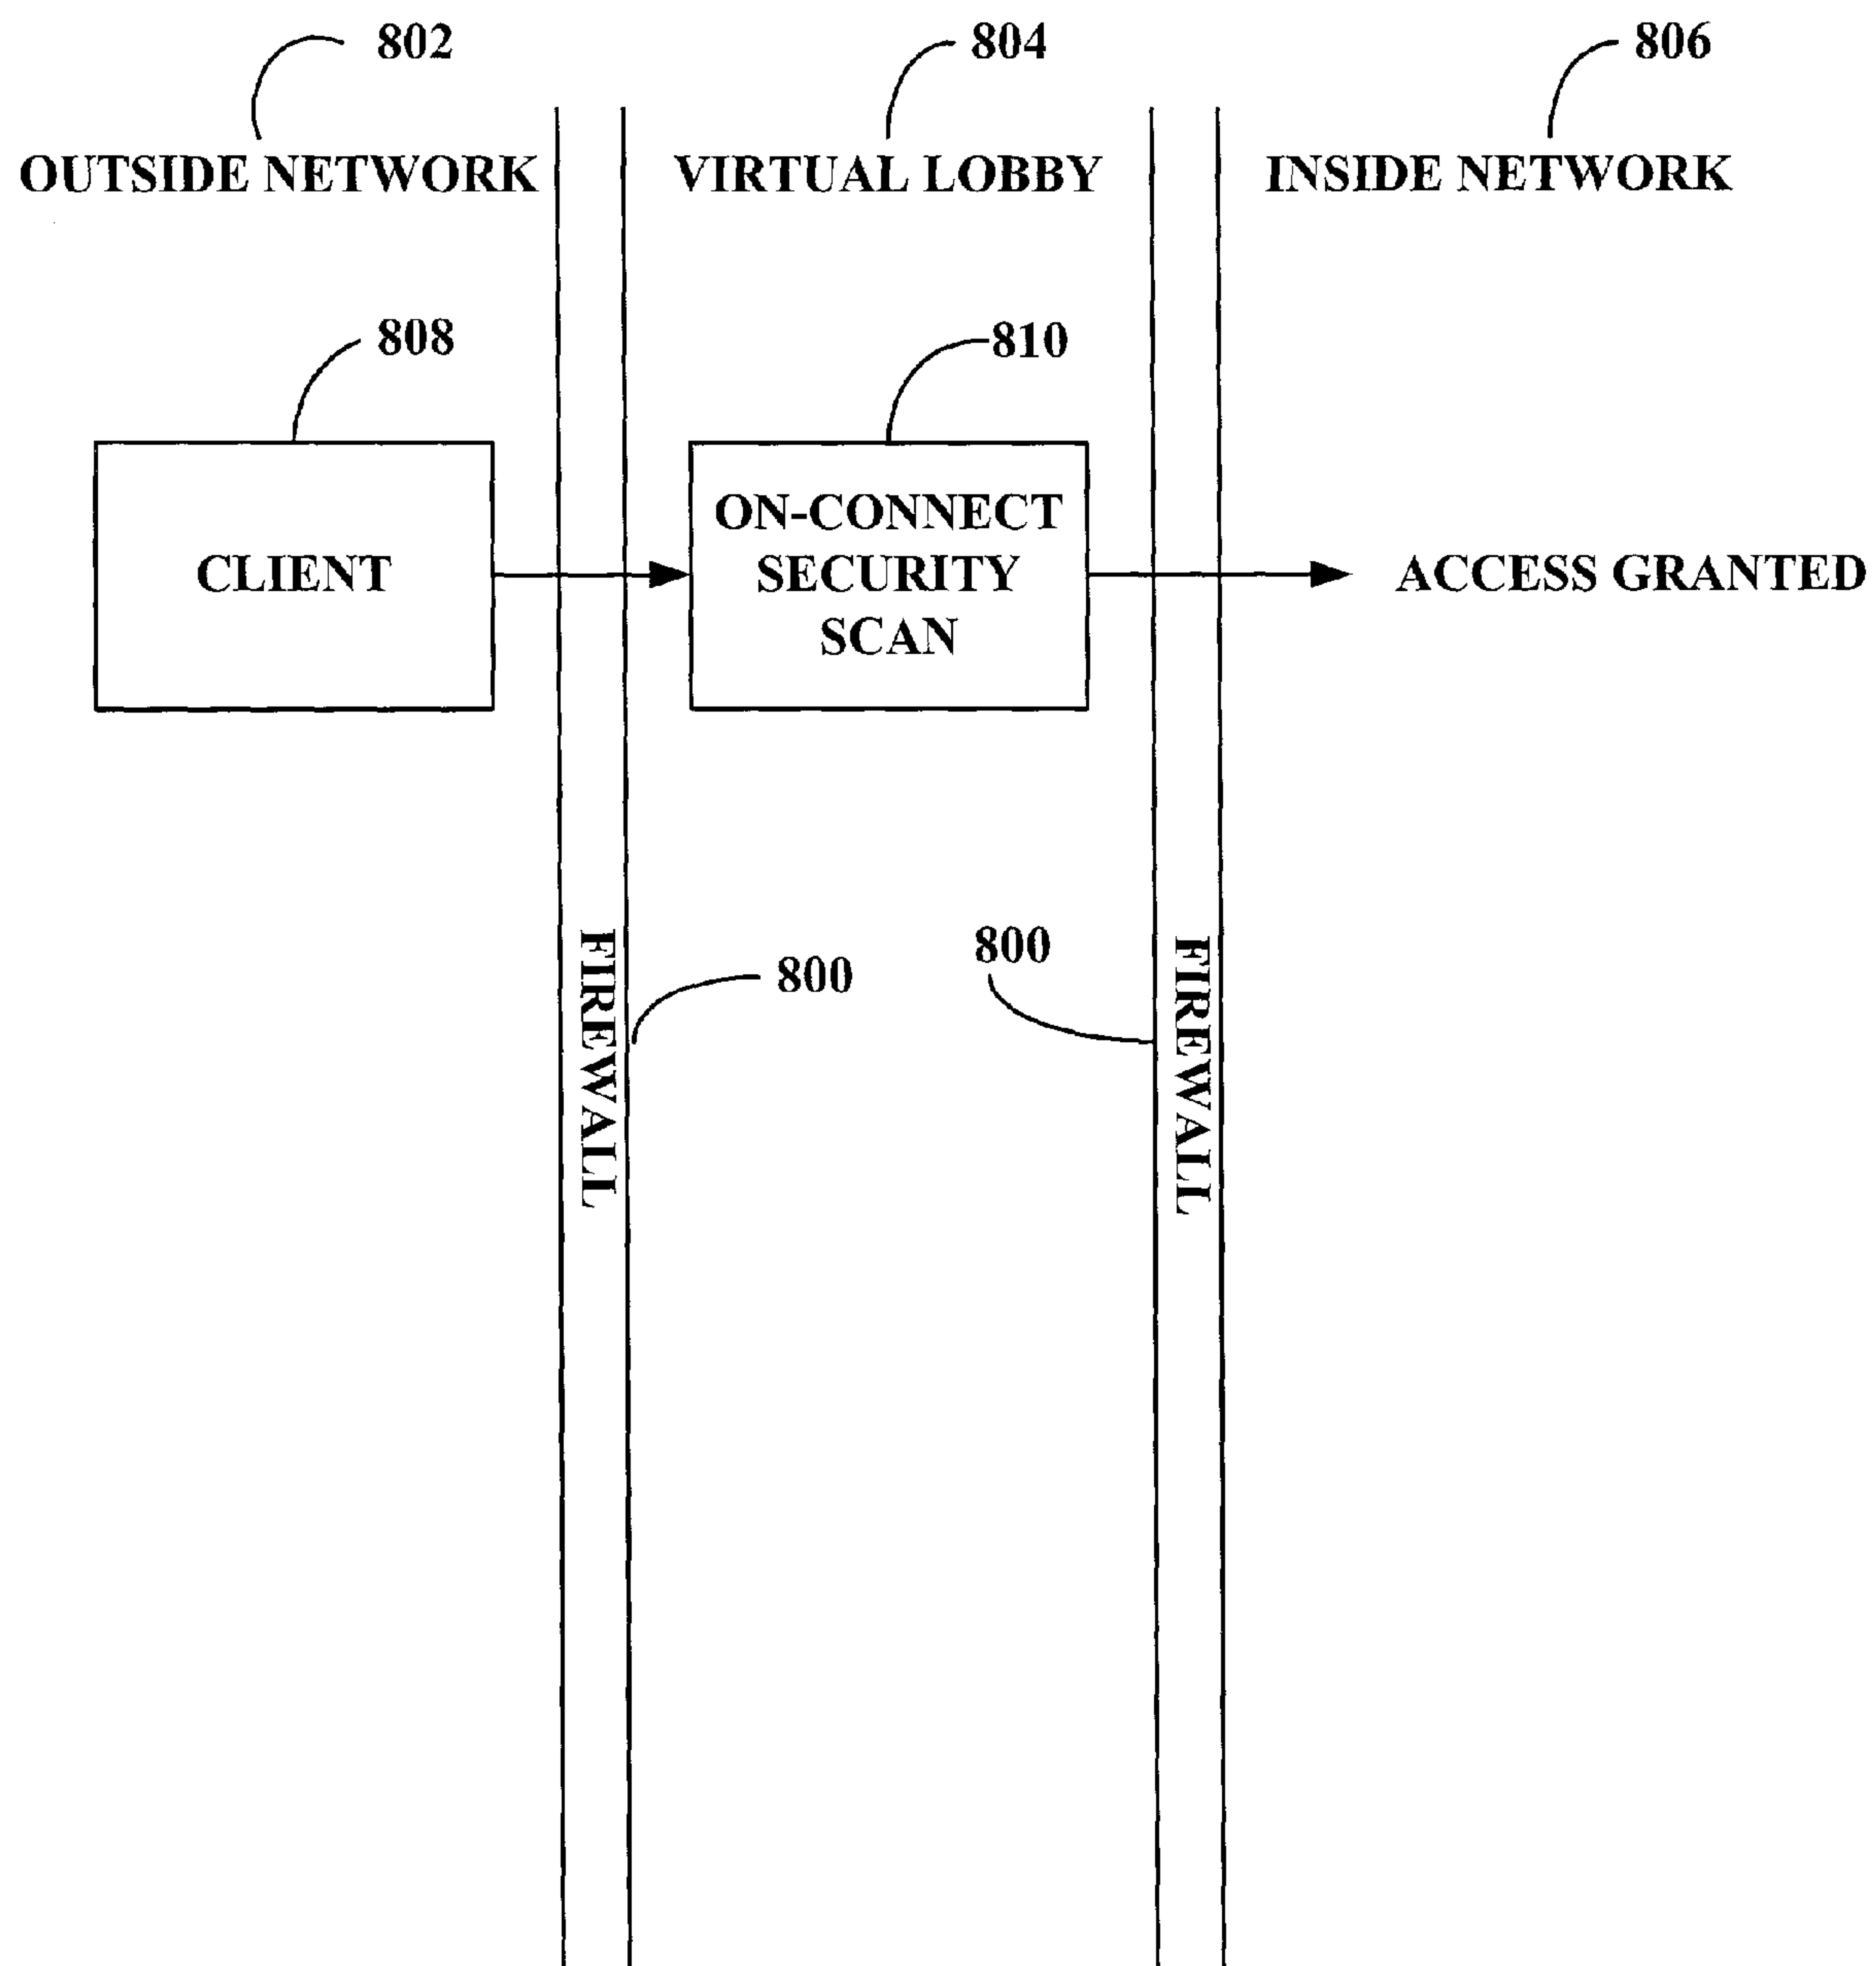 802
804
806
OUTSIDE NETWORK
VIRTUAL LOBBY
INSIDE NETWORK
808
810
CLIENT
ON-CONNECT
SECURITY
SCAN
ACCESS GRANTED
FIREWALL
800
800
FIREWALL